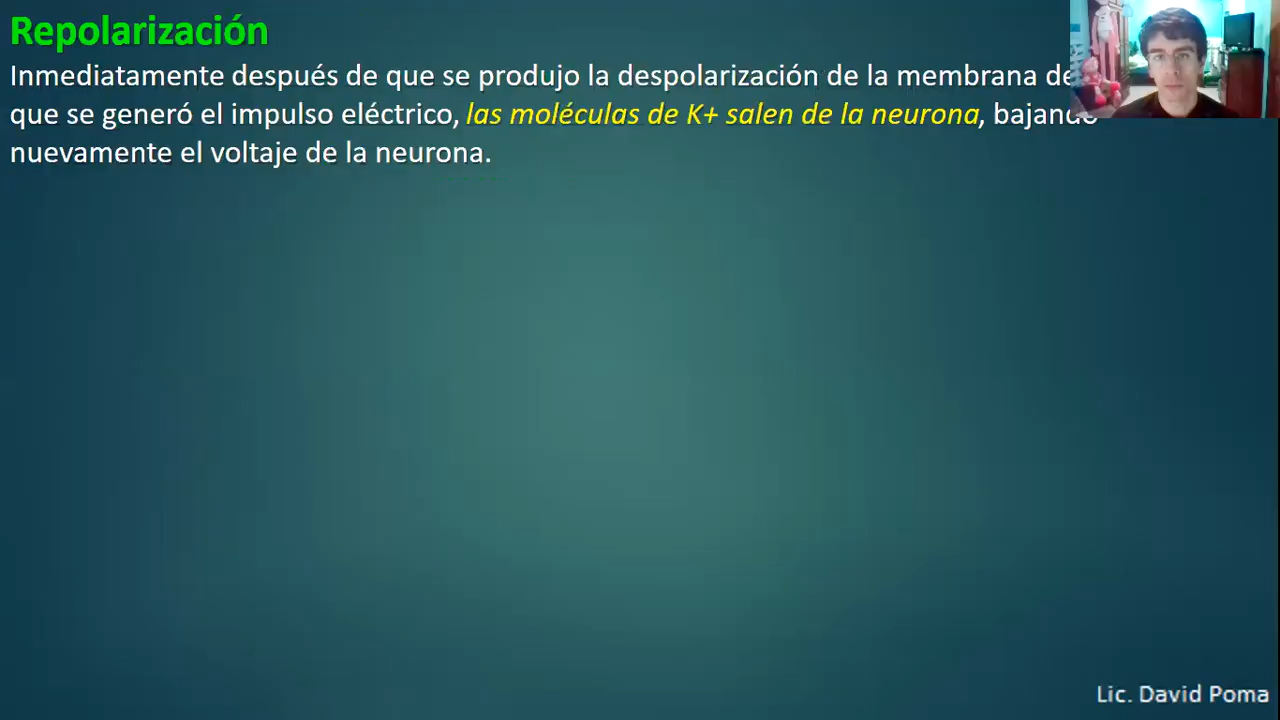 Repolarización
Inmediatamente después de que se produjo la despolarización de la membrana de
que se generó el impulso eléctrico, las moléculas de K+ salen de la neurona, bajando
nuevamente el voltaje de la neurona.
Lic. David Poma